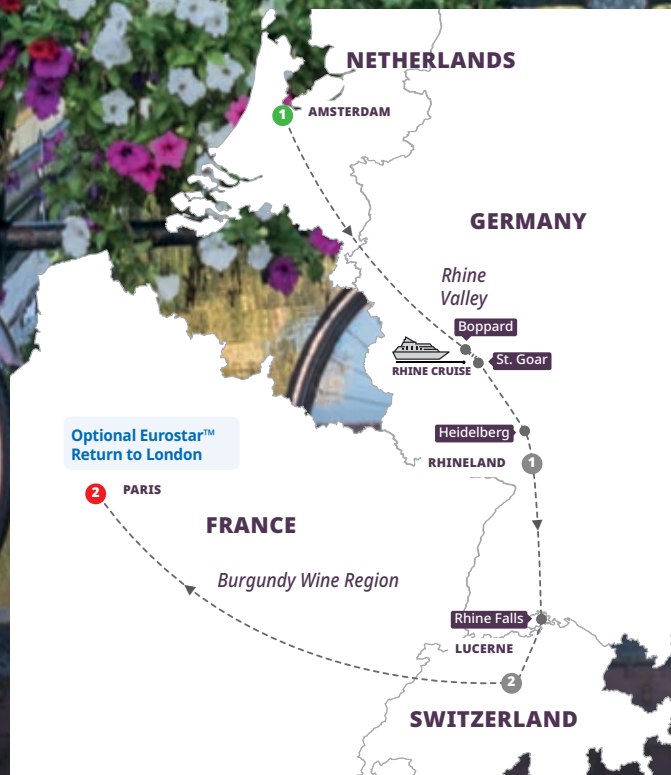 NETHERLANDS
1
AMSTERDAM
GERMANY
Rhine
Valley
Boppard
St. Goar
RHINE CRUISE
Optional Eurostar™
Return to London
Heidelberg
RHINELAND
1
2
PARIS
FRANCE
Burgundy Wine Region
Rhine Falls
LUCERNE
2
SWITZERLAND